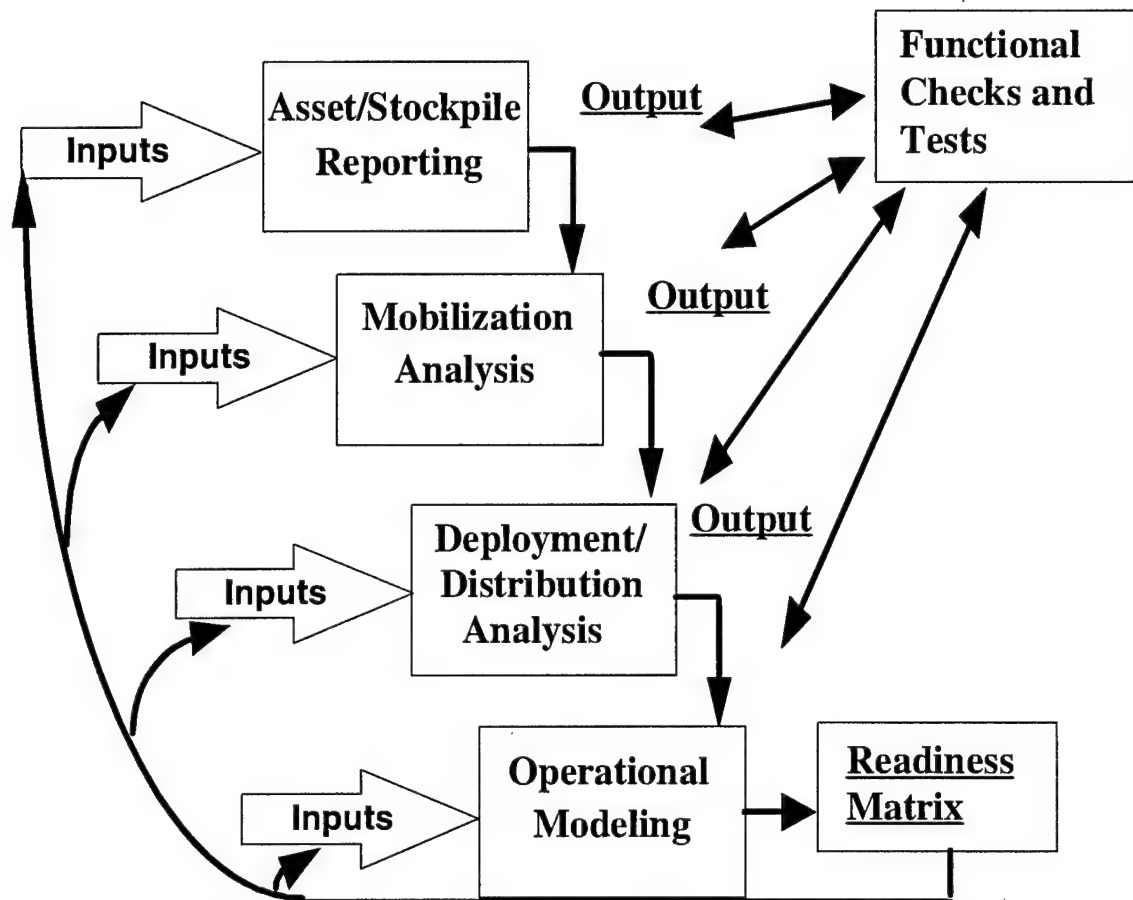 Functional
Checks and
Tests
Asset/Stockpile
Reporting
Output
Inputs
Output
Mobilization
Analysis
Inputs
Output
Deployment/
Distribution
Analysis
Inputs
Operational
Modeling
Readiness
Matrix
Inputs